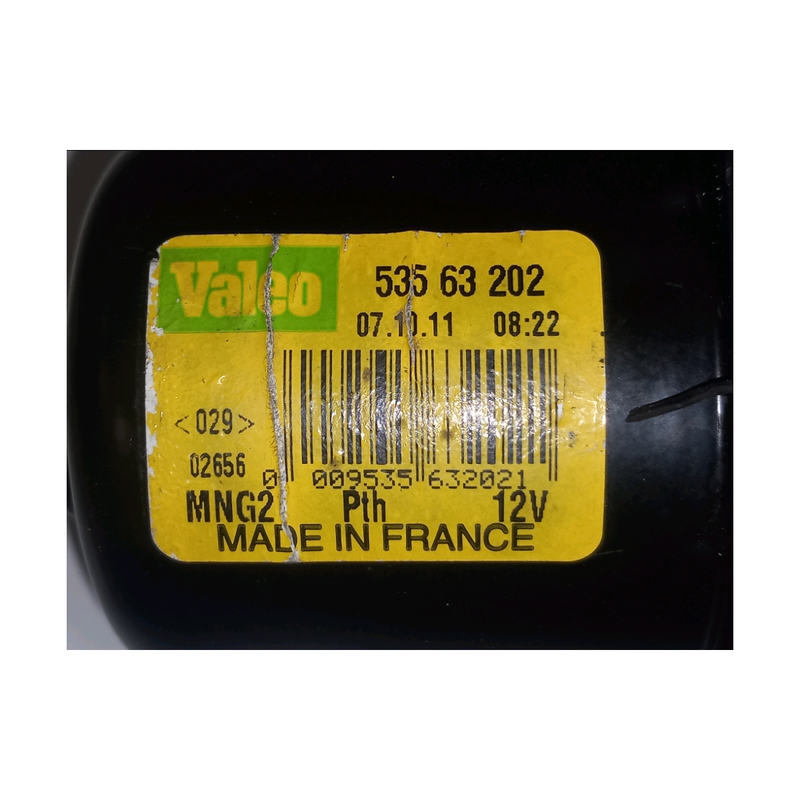 Valeo
535 63 202
07.10.11 08:22
<029>
02656
0 009535 632021
MNG2 Pth 12V
MADE IN FRANCE